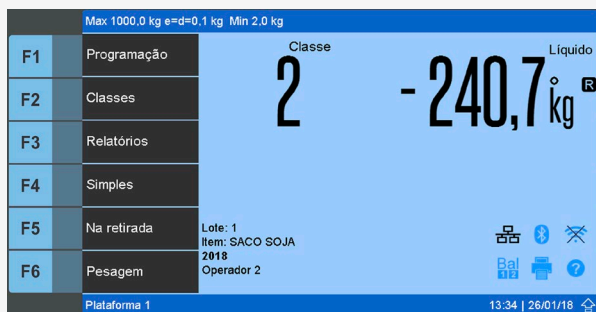 Max 1000,0 kg e=d=0,1 kg Min 2,0 kg
F1 Programação
F2 Classes
F3 Relatórios
F4 Simples
F5 Na retirada
F6 Pesagem
Classe
2
Líquido
-240,7 kg
R
Lote: 1
Item: SACO SOJA
2018
Operador 2
Bal
1 2
?
Plataforma 1
13:34 | 26/01/18